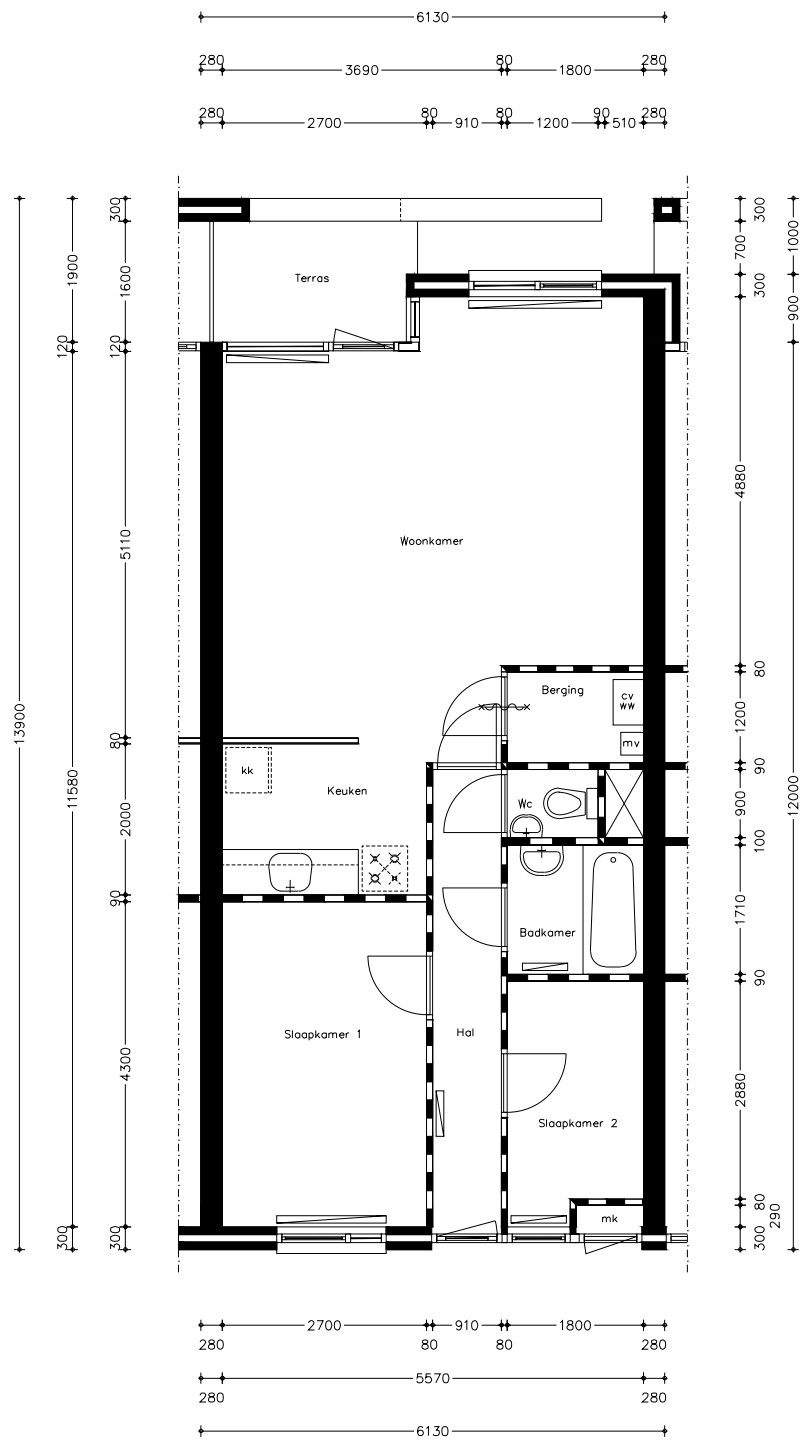 6130
280 3690 80 1800 280
280 2700 80 910 80 1200 90 510 280
13900
1900
120
11580
300
300
1600
120
5110
80
2000
90
4300
300
Terras
Woonkamer
Berging
cv
ww
mv
kk
Keuken
Wc
Badkamer
Slaapkamer 1
Hal
Slaapkamer 2
mk
300
700
300
4880
80
1200
90
900
100
1710
90
2880
80
290
300
1000
900
12000
2700 910 1800
280 80 80 280
5570
280 280
6130